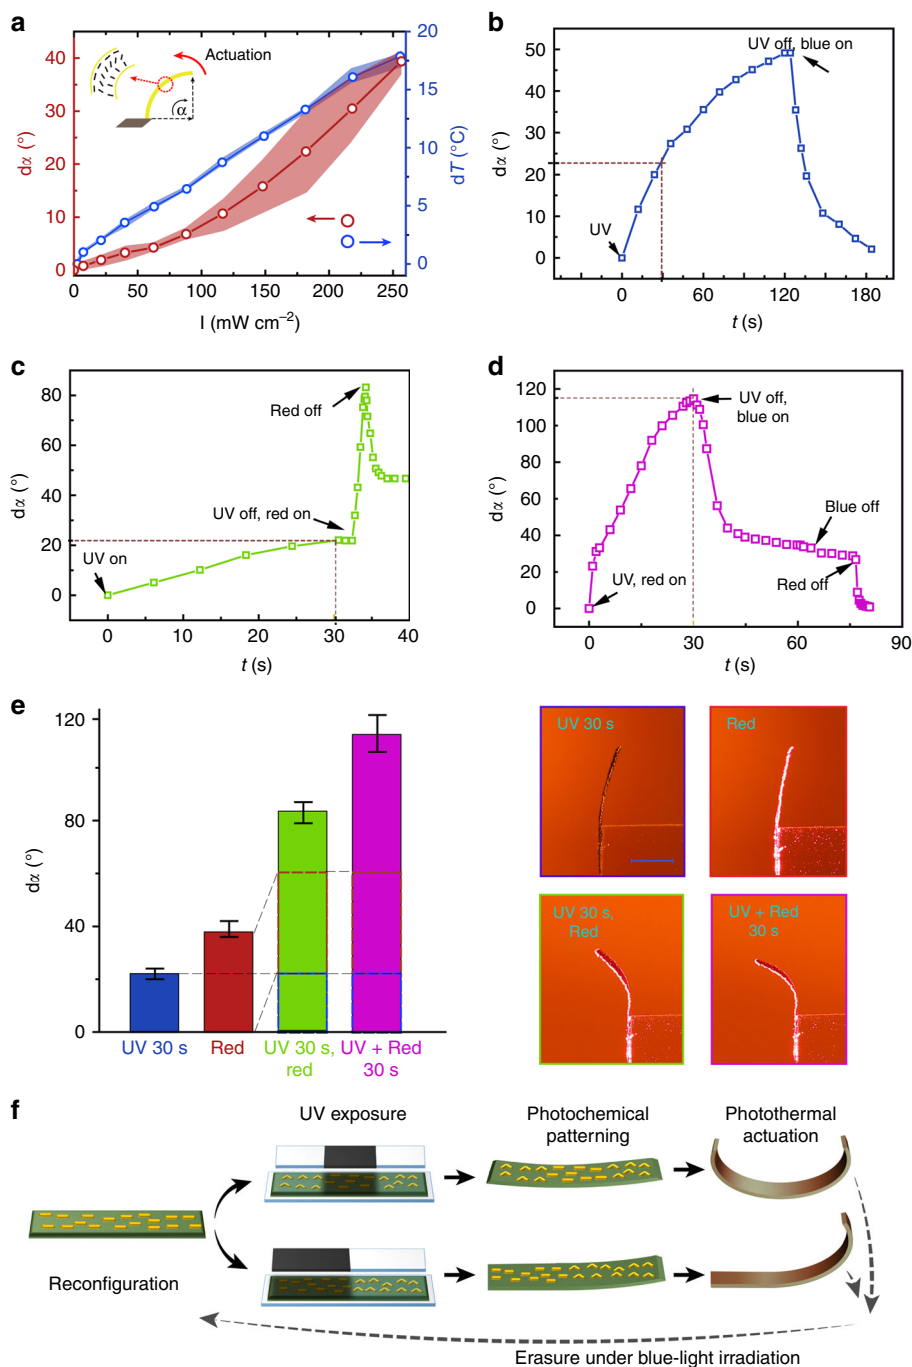 a
40
30
20
10
0
dα (°)
Actuation
α
20
15
10
5
0
dT (°C)
0
50
100
150
200
250
I (mW cm⁻²)
b
50
40
30
20
10
0
dα (°)
UV off, blue on
UV
0
60
120
180
t (s)
c
80
60
40
20
0
dα (°)
Red off
UV off, red on
UV on
0
10
20
30
40
t (s)
d
120
100
80
60
40
20
0
dα (°)
UV off,
blue on
Blue off
Red off
UV, red on
0
30
60
90
t (s)
e
120
80
40
0
dα (°)
UV 30 s
Red
UV 30 s,
red
UV + Red
30 s
UV 30 s
Red
UV 30 s,
Red
UV + Red
30 s
f
UV exposure
Photochemical
patterning
Photothermal
actuation
Reconfiguration
Erasure under blue-light irradiation